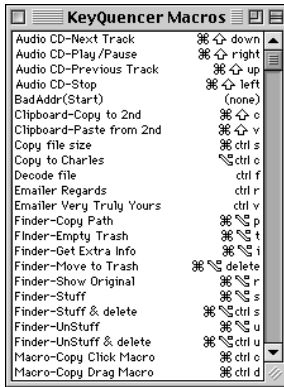 KeyQuencer Macros
Audio CD-Next Track ⌘ ⇧ down
Audio CD-Play/Pause ⌘ ⇧ right
Audio CD-Previous Track ⌘ ⇧ up
Audio CD-Stop ⌘ ⇧ left
BadAddr(Start) (none)
Clipboard-Copy to 2nd ⌘ ⇧ c
Clipboard-Paste from 2nd ⌘ ⇧ v
Copy file size ⌘ ctrl s
Copy to Charles ⌥ ctrl c
Decode file ctrl f
Emailer Regards ctrl r
Emailer Very Truly Yours ctrl v
Finder-Copy Path ⌘ ⌥ p
FInder-Empty Trash ⌘ ⌥ t
Finder-Get Extra Info ⌘ ⌥ i
Finder-Move to Trash ⌘ ⌥ delete
Finder-Show Original ⌘ ⌥ r
Finder-Stuff ⌘ ⌥ s
Finder-Stuff & delete ⌘ ⌥ ctrl s
Finder-UnStuff ⌘ ⌥ u
Finder-UnStuff & delete ⌘ ⌥ ctrl u
Macro-Copy Click Macro ⌘ ctrl c
Macro-Copy Drag Macro ⌘ ctrl d